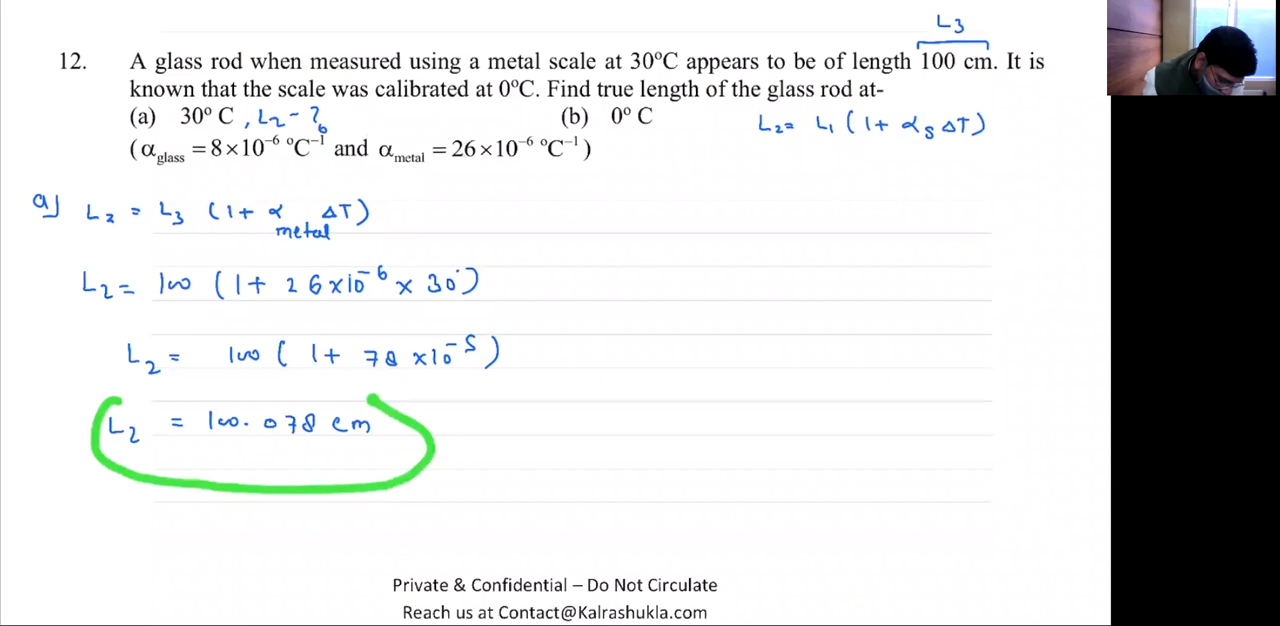 L3
12. A glass rod when measured using a metal scale at 30°C appears to be of length 100 cm. It is
known that the scale was calibrated at 0°C. Find true length of the glass rod at-
(a) 30° C , L2 - ? (b) 0° C L2 = L1 ( 1 + αg ΔT )
(α glass = 8×10⁻⁶ °C⁻¹ and α metal = 26×10⁻⁶ °C⁻¹ )
a) L2 = L3 ( 1 + α metal ΔT )
L2 = 100 ( 1 + 26×10⁻⁶ × 30 )
L2 = 100 ( 1 + 78 ×10⁻⁵ )
L2 = 100.078 cm
Private & Confidential – Do Not Circulate
Reach us at Contact@Kalrashukla.com